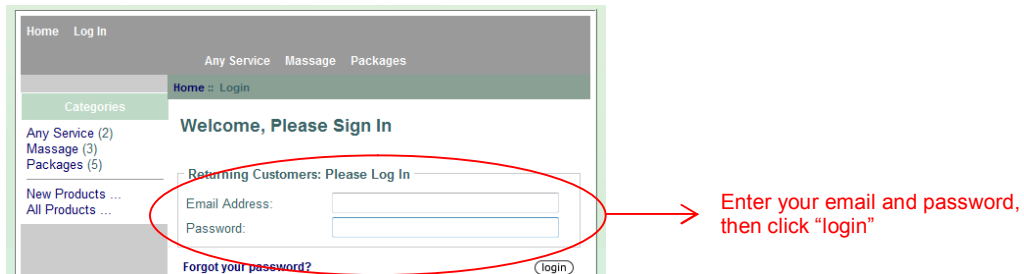 Home Log In
Any Service Massage Packages
Home :: Login
Categories
Any Service (2)
Massage (3)
Packages (5)
New Products ...
All Products ...
Welcome, Please Sign In
Returning Customers: Please Log In
Email Address:
Password:
Forgot your password? login
Enter your email and password,
then click “login”